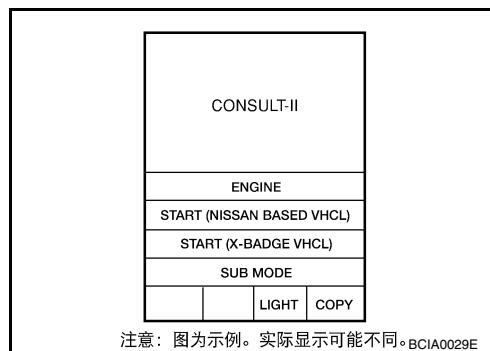 CONSULT-II
ENGINE
START (NISSAN BASED VHCL)
START (X-BADGE VHCL)
SUB MODE
LIGHT COPY
注意：图为示例。实际显示可能不同。BCIA0029E